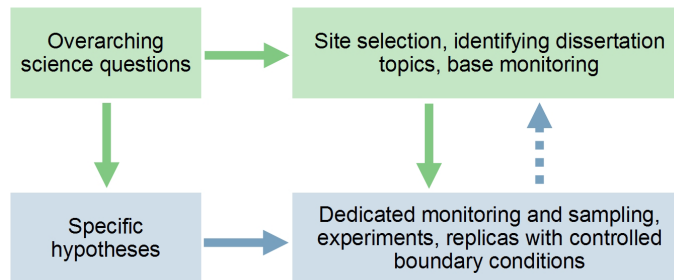 Overarching
science questions
Site selection, identifying dissertation
topics, base monitoring
Specific
hypotheses
Dedicated monitoring and sampling,
experiments, replicas with controlled
boundary conditions